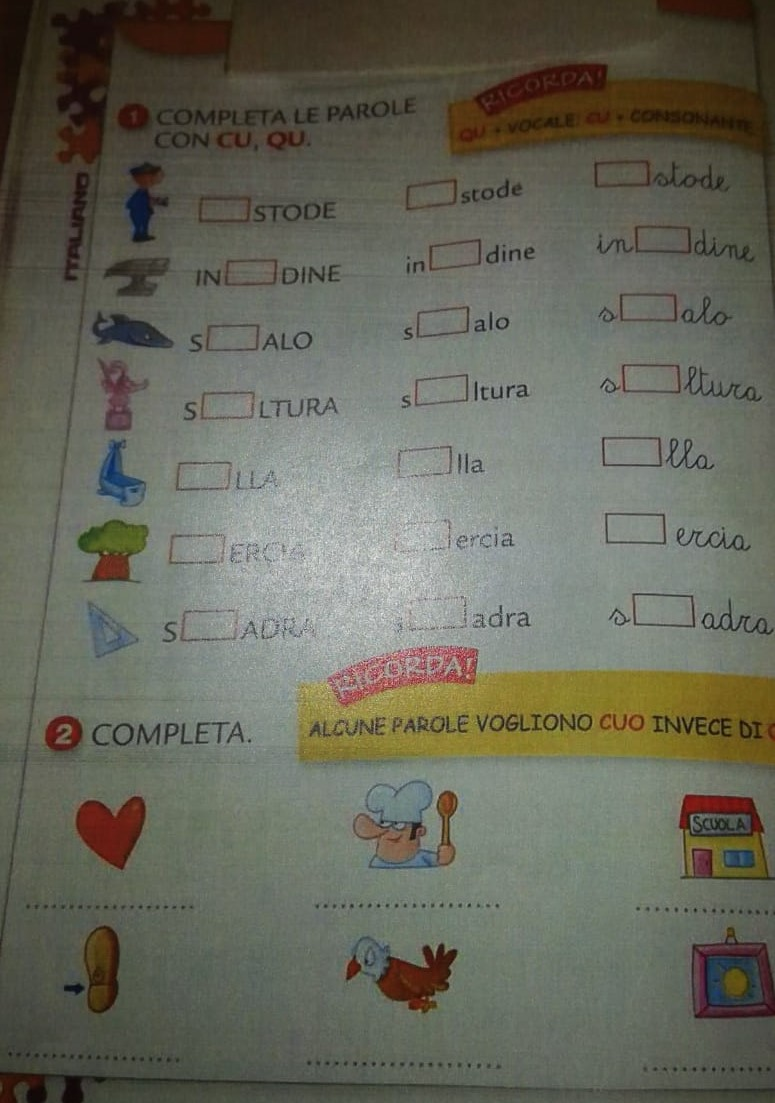 ITALIANO
1 COMPLETA LE PAROLE
CON CU, QU.
RICORDA!
QU + VOCALE CU + CONSONANTE
STODE stode stode
IN DINE in dine in dine
S ALO s alo s alo
S LTURA s ltura s ltura
LLA lla lla
ERCIA ercia ercia
S ADRA s adra s adra
RICORDA!
2 COMPLETA.
ALCUNE PAROLE VOGLIONO CUO INVECE DI
SCUOLA